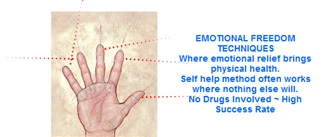 EMOTIONAL FREEDOM
TECHNIQUES
Where emotional relief brings
physical health.
Self help method often works
where nothing else will.
No Drugs Involved ~ High
Success Rate